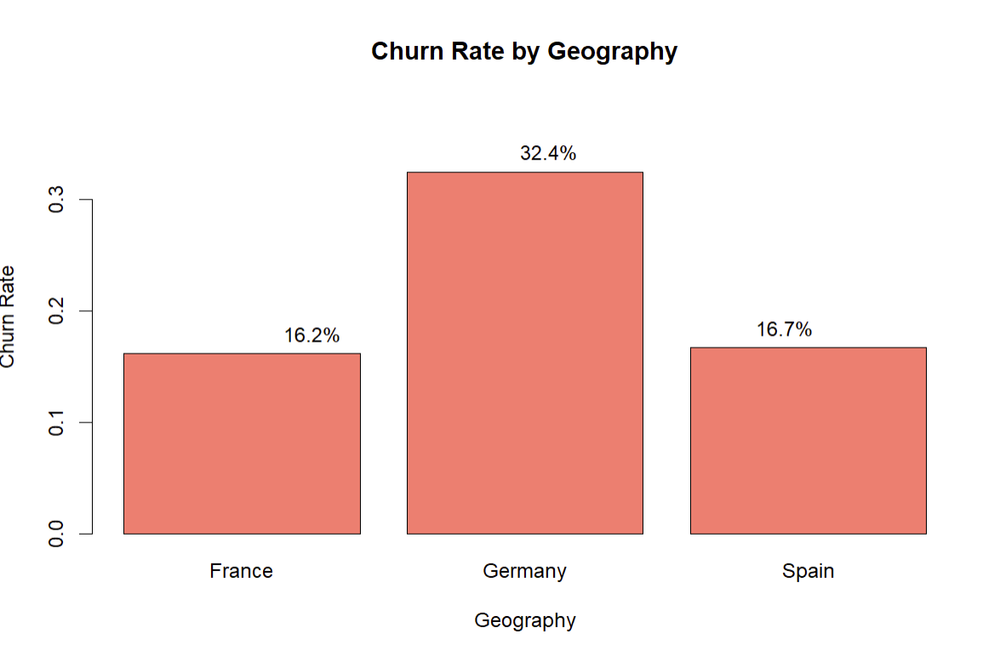 Churn Rate by Geography
32.4%
16.2%
16.7%
0.3
0.2
0.1
0.0
Churn Rate
France
Germany
Spain
Geography